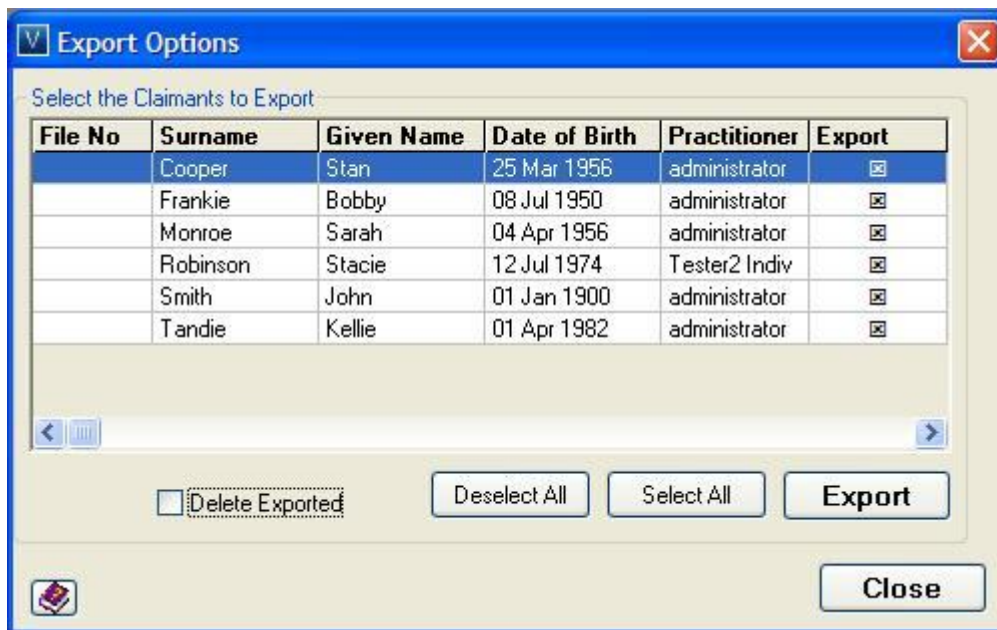 V Export Options
Select the Claimants to Export
File No Surname Given Name Date of Birth Practitioner Export
Cooper Stan 25 Mar 1956 administrator
Frankie Bobby 08 Jul 1950 administrator
Monroe Sarah 04 Apr 1956 administrator
Robinson Stacie 12 Jul 1974 Tester2 Indiv
Smith John 01 Jan 1900 administrator
Tandie Kellie 01 Apr 1982 administrator
Delete Exported Deselect All Select All Export
Close